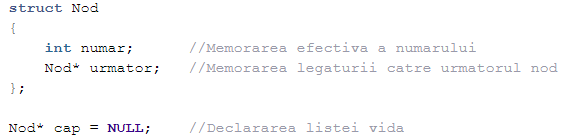 struct Nod
{
    int numar;      //Memorarea efectiva a numarului
    Nod* urmator;   //Memorarea legaturii catre urmatorul nod
};
Nod* cap = NULL;    //Declararea listei vida